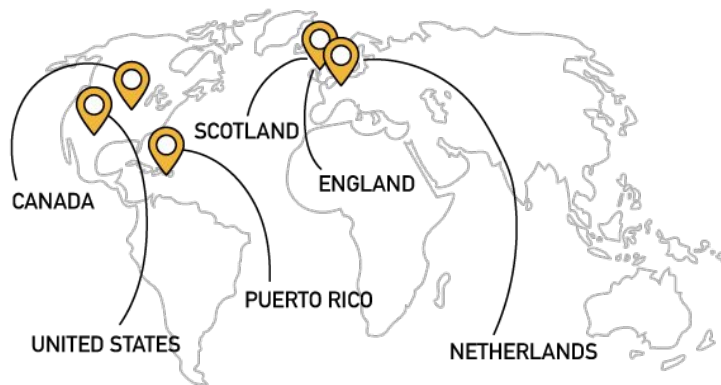 SCOTLAND
ENGLAND
CANADA
PUERTO RICO
UNITED STATES
NETHERLANDS